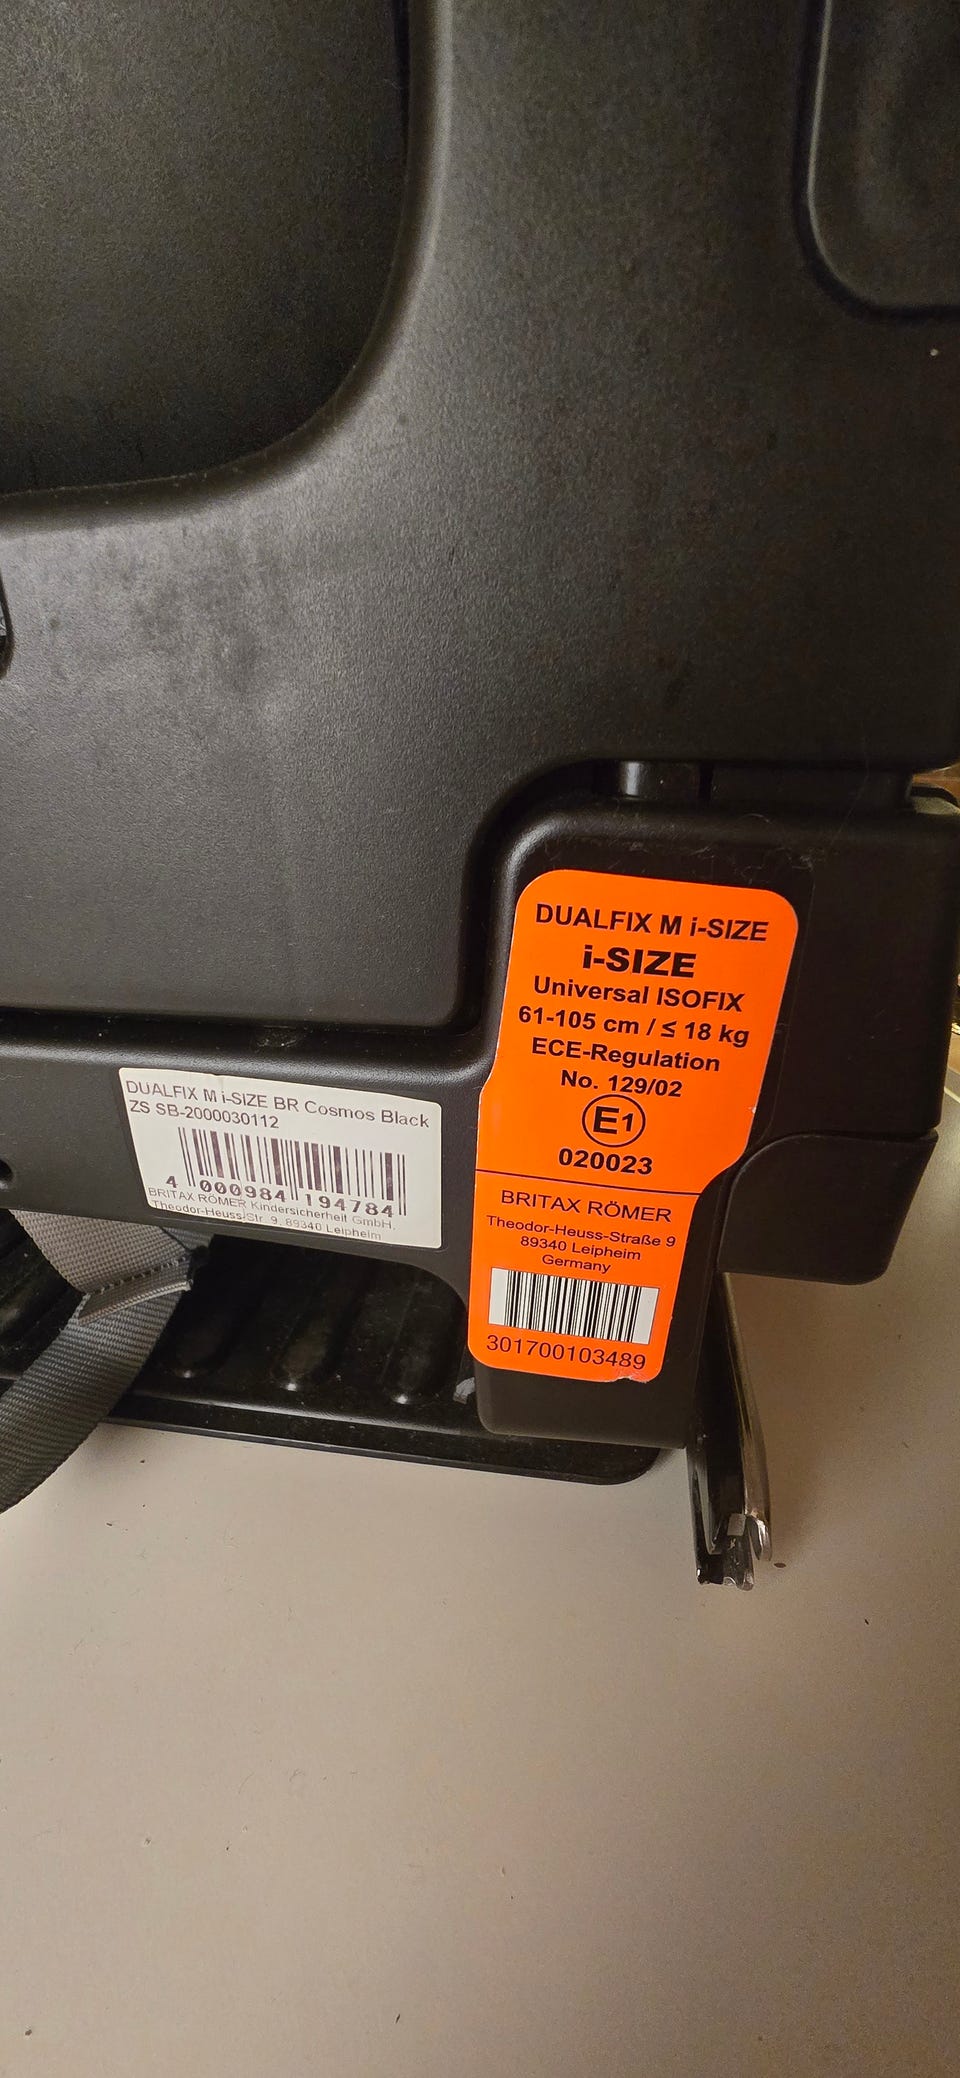 DUALFIX M i-SIZE
i-SIZE
Universal ISOFIX
61-105 cm / ≤ 18 kg
ECE-Regulation
No. 129/02
E1
020023
BRITAX RÖMER
Theodor-Heuss-Straße 9
89340 Leipheim
Germany
301700103489
DUALFIX M i-SIZE BR Cosmos Black
ZS SB-2000030112
4 000984 194784
BRITAX RÖMER Kindersicherheit GmbH,
Theodor-Heuss-Str. 9, 89340 Leipheim